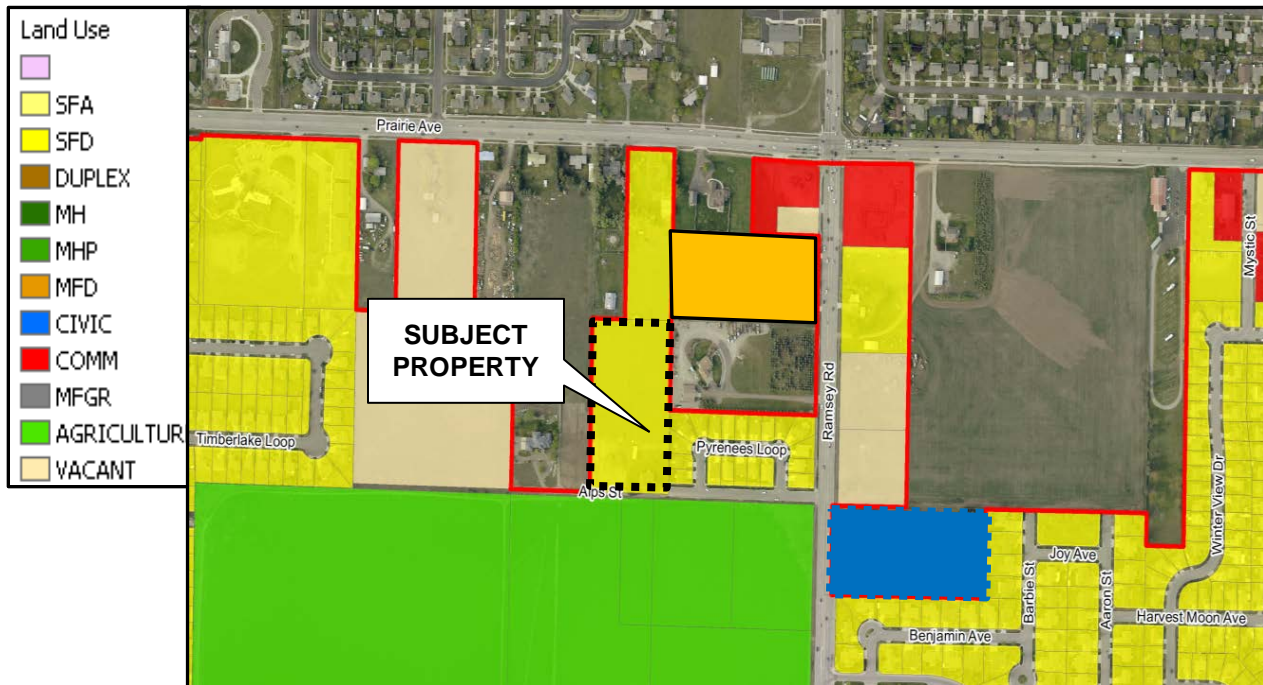 Land Use
SFA
SFD
DUPLEX
MH
MHP
MFD
CIVIC
COMM
MFGR
AGRICULTUR
VACANT
Prairie Ave
Mystic St
SUBJECT
PROPERTY
Ramsey Rd
Timberlake Loop
Pyrenees Loop
Alps St
Winter View Dr
Joy Ave
Barbie St
Aaron St
Harvest Moon Ave
Benjamin Ave